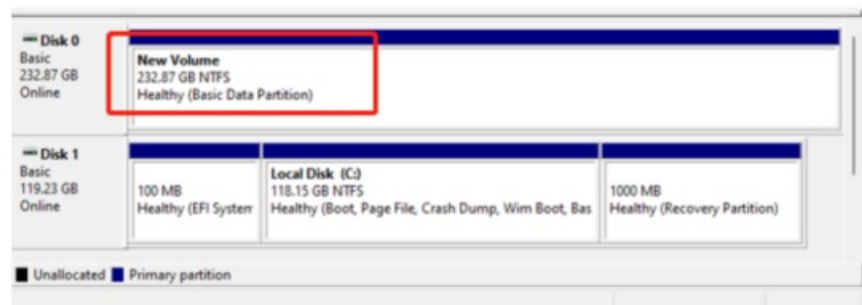 Disk 0
Basic
232.87 GB
Online
New Volume
232.87 GB NTFS
Healthy (Basic Data Partition)
Disk 1
Basic
119.23 GB
Online
100 MB
Healthy (EFI System
Local Disk (C:)
118.15 GB NTFS
Healthy (Boot, Page File, Crash Dump, Wim Boot, Bas
1000 MB
Healthy (Recovery Partition)
Unallocated Primary partition